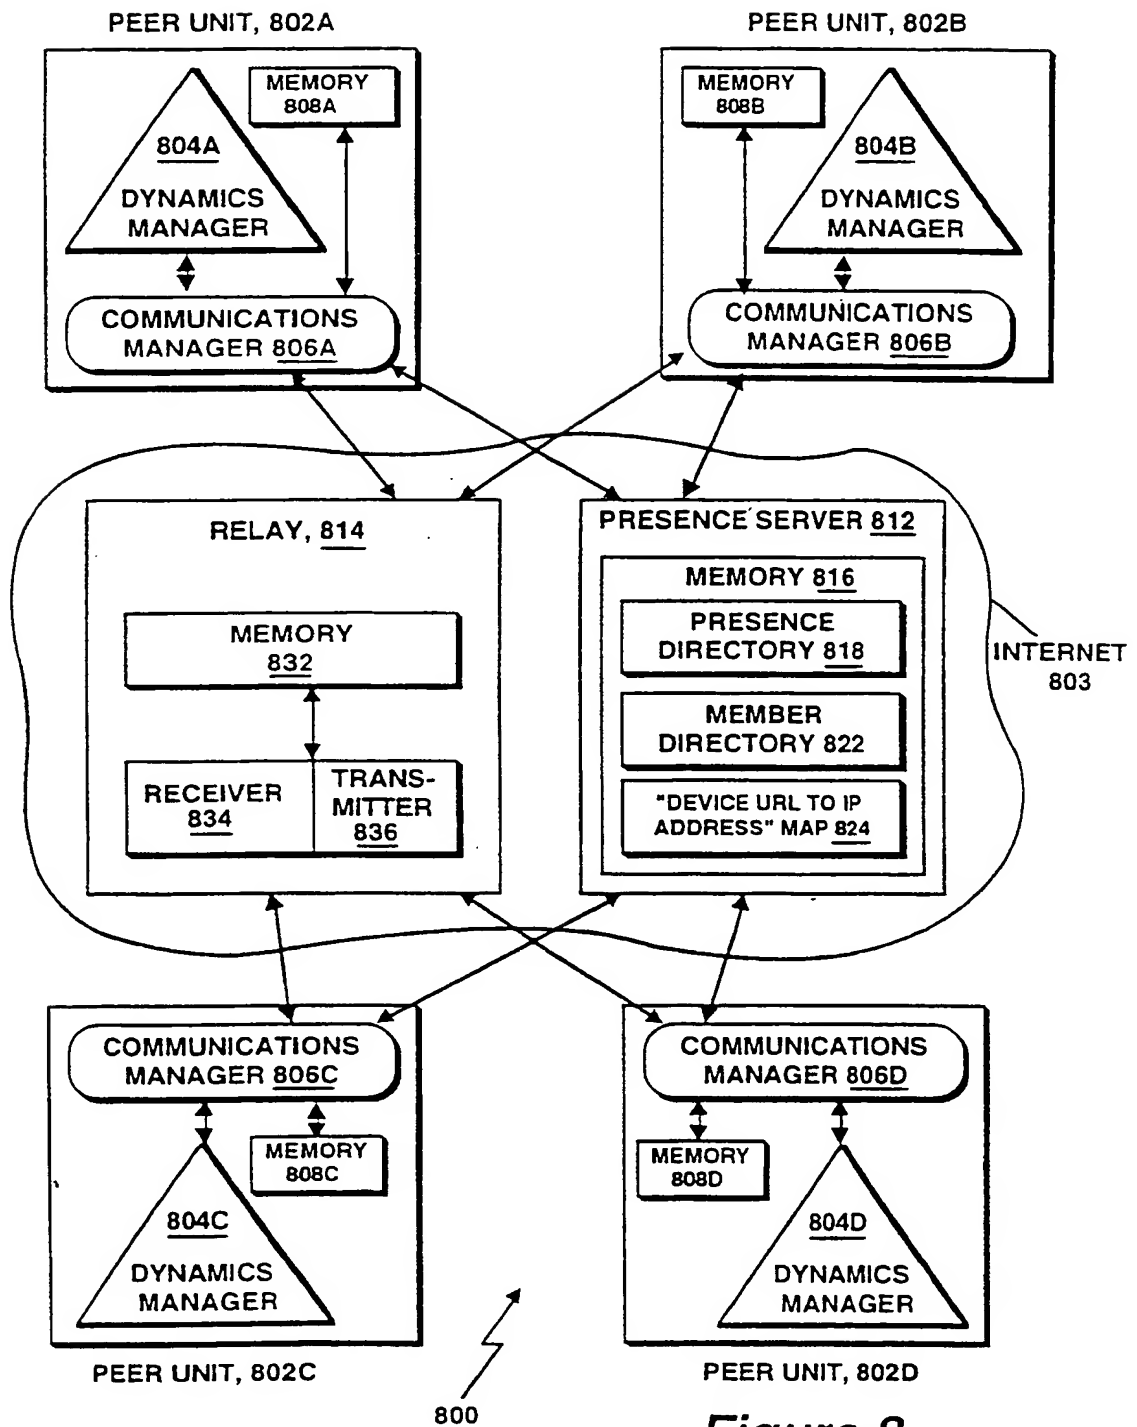 PEER UNIT, 802A
PEER UNIT, 802B
MEMORY
808A
804A
DYNAMICS
MANAGER
COMMUNICATIONS
MANAGER 806A
MEMORY
808B
804B
DYNAMICS
MANAGER
COMMUNICATIONS
MANAGER 806B
RELAY, 814
MEMORY
832
RECEIVER
834
TRANS-
MITTER
836
PRESENCE SERVER 812
MEMORY 816
PRESENCE
DIRECTORY 818
MEMBER
DIRECTORY 822
"DEVICE URL TO IP
ADDRESS" MAP 824
INTERNET
803
COMMUNICATIONS
MANAGER 806C
MEMORY
808C
804C
DYNAMICS
MANAGER
COMMUNICATIONS
MANAGER 806D
MEMORY
808D
804D
DYNAMICS
MANAGER
PEER UNIT, 802C
PEER UNIT, 802D
800
Figure